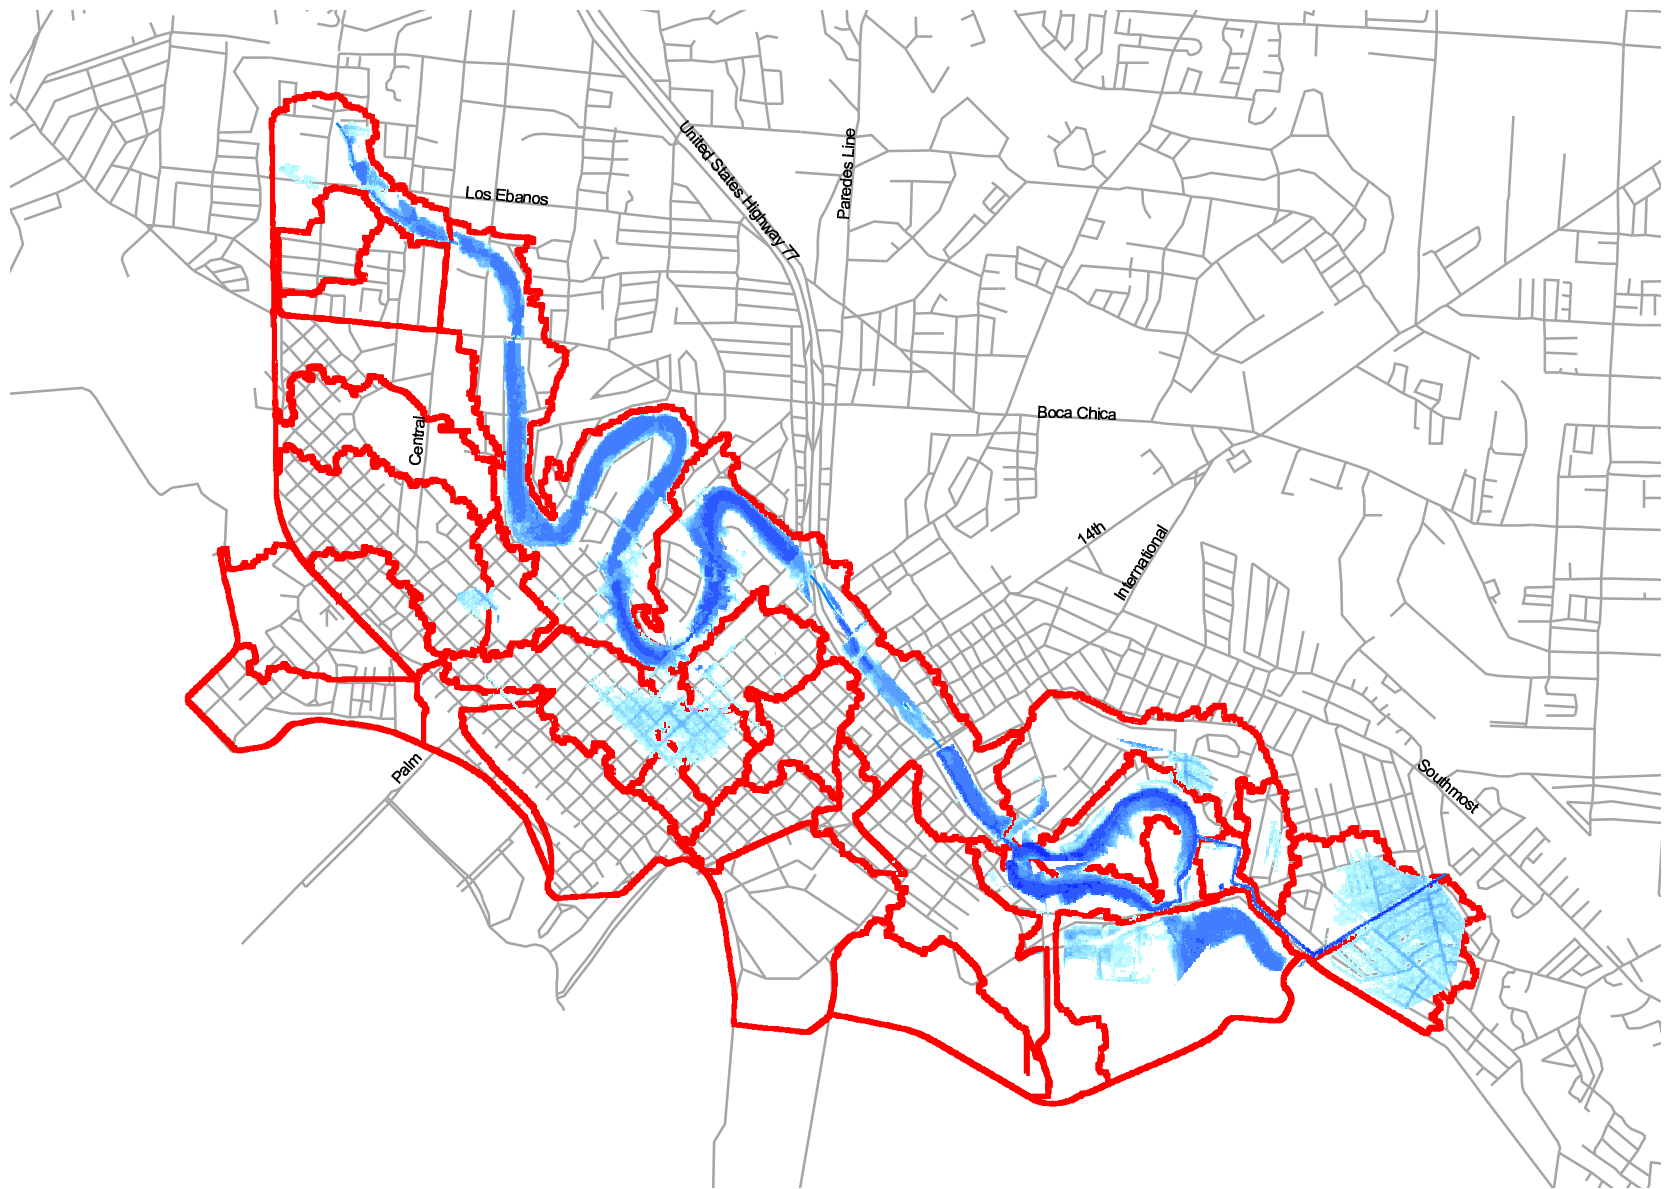 United States Highway 77
Paredes Line
Los Ebanos
Boca Chica
Central
14th
International
Palm
Southmost